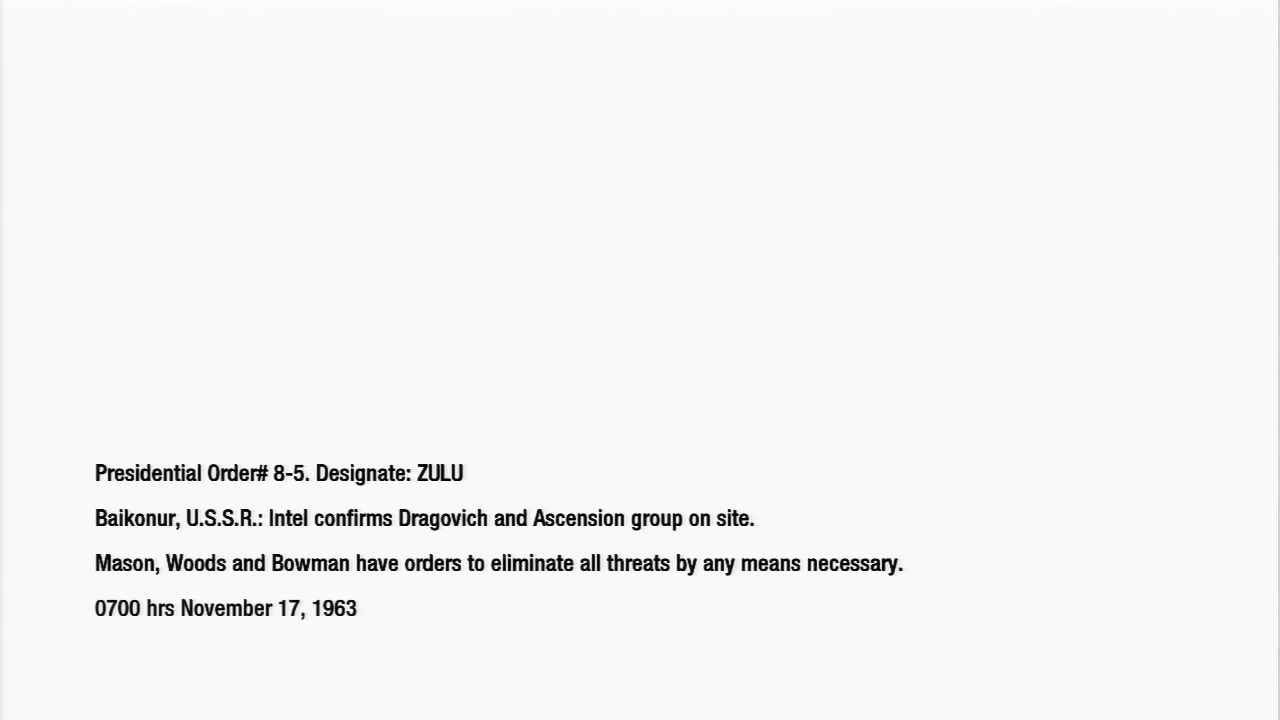 Presidential Order# 8-5. Designate: ZULU
Baikonur, U.S.S.R.: Intel confirms Dragovich and Ascension group on site.
Mason, Woods and Bowman have orders to eliminate all threats by any means necessary.
0700 hrs November 17, 1963